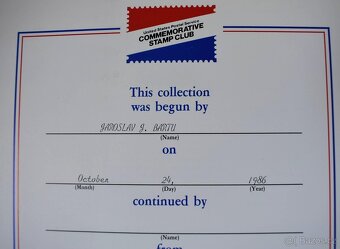 United States Postal Service
COMMEMORATIVE
STAMP CLUB
This collection
was begun by
JAROSLAV J. BARTU
(Name)
on
October 24, 1986
(Month) (Day) (Year)
continued by
(Name)
from